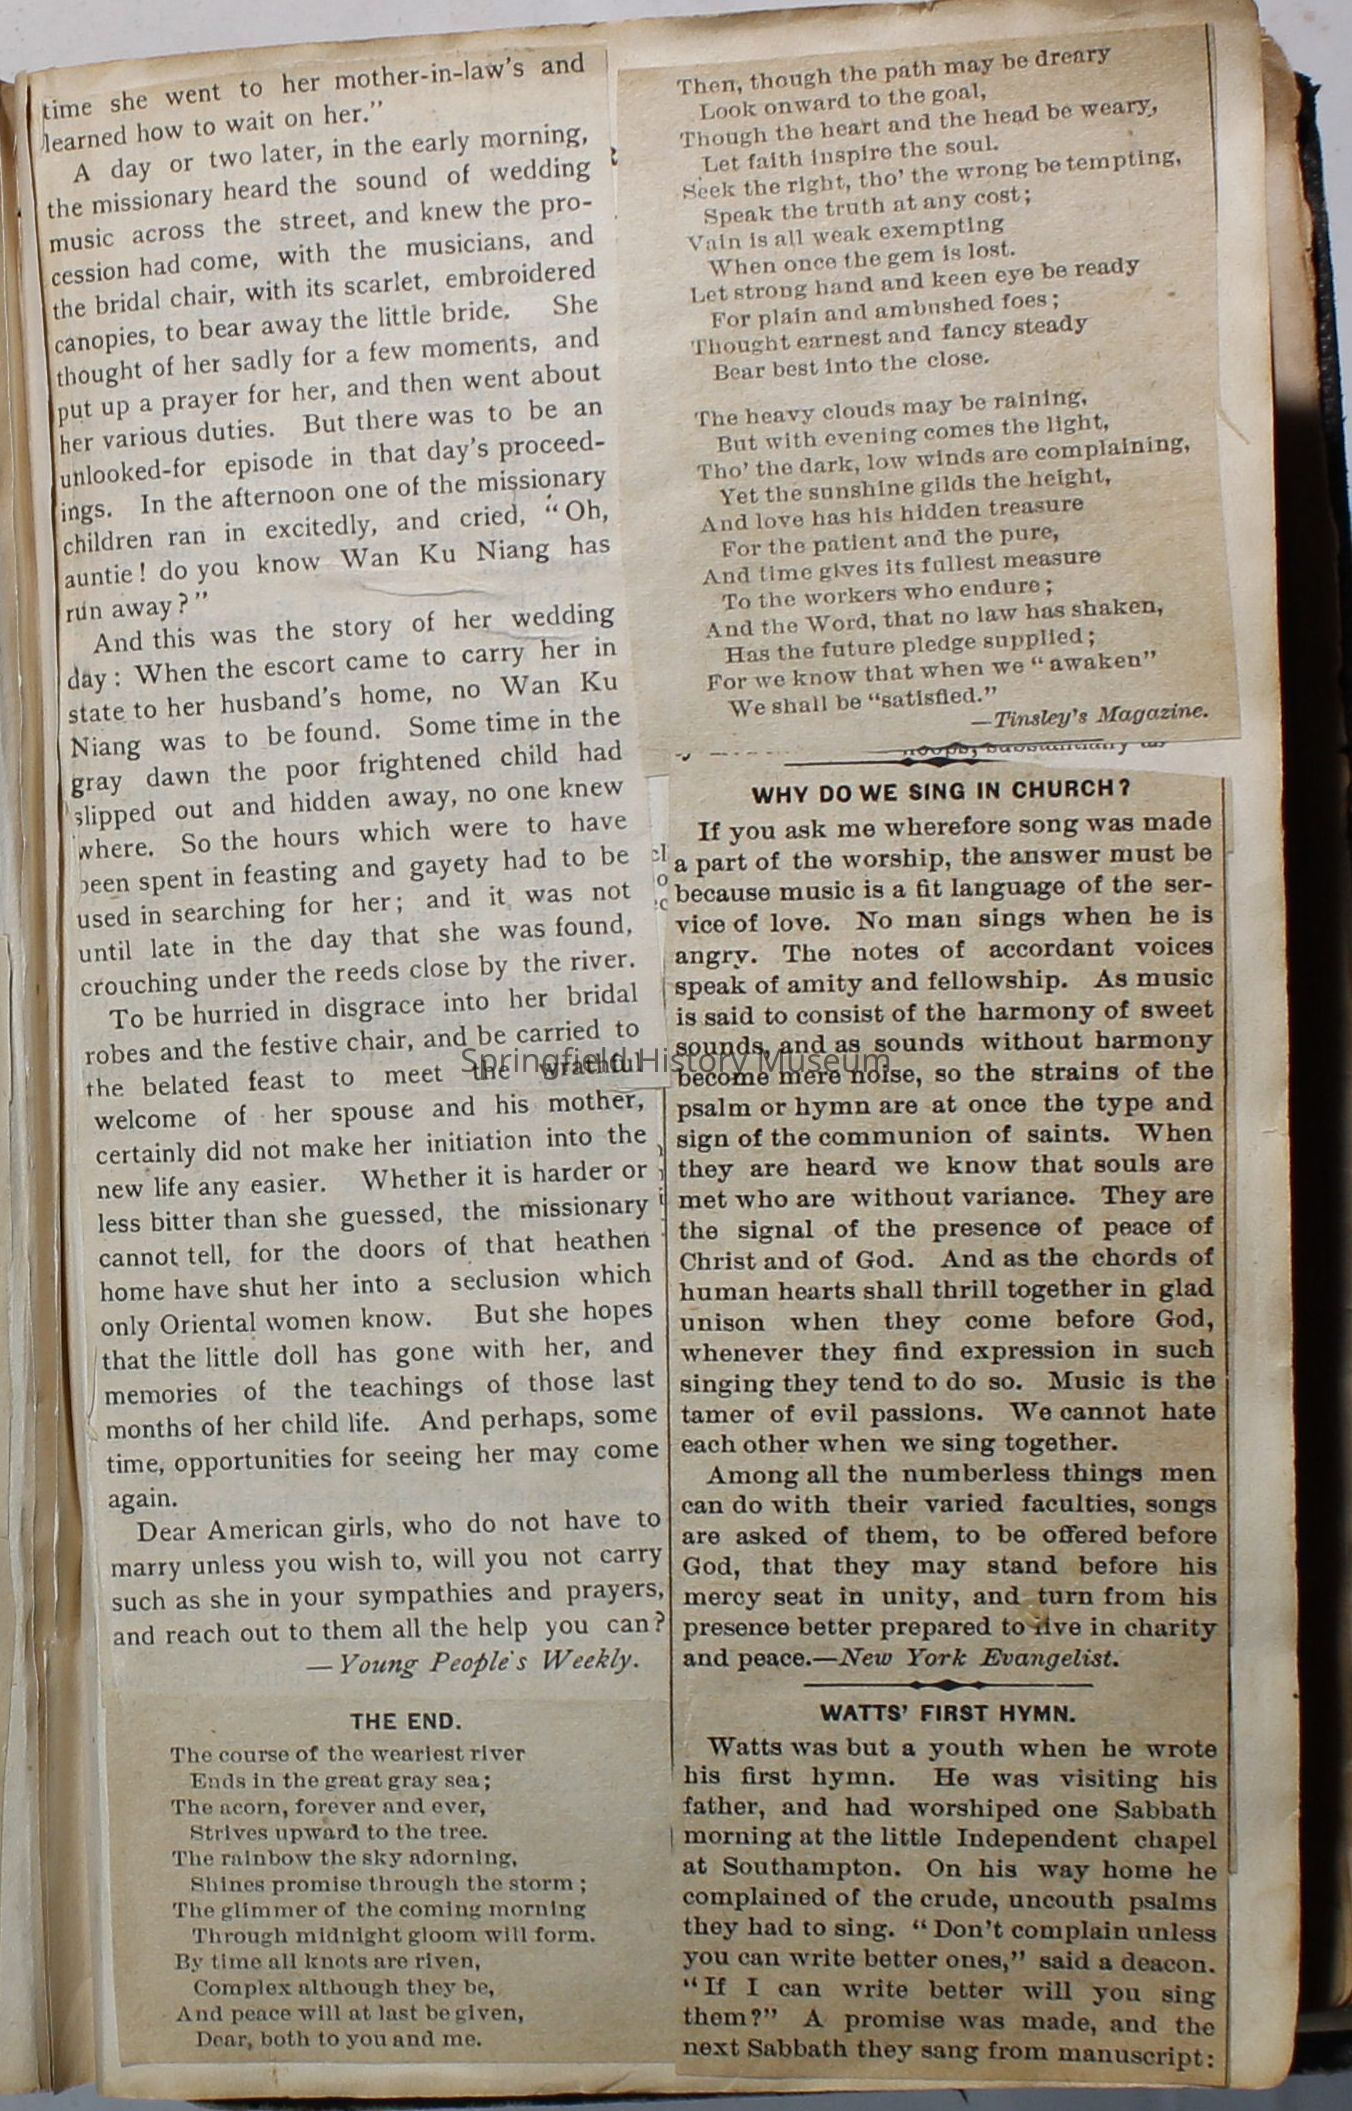 time she went to her mother-in-law's and
learned how to wait on her."
A day or two later, in the early morning,
the missionary heard the sound of wedding
music across the street, and knew the pro-
cession had come, with the musicians, and
the bridal chair, with its scarlet, embroidered
canopies, to bear away the little bride. She
thought of her sadly for a few moments, and
put up a prayer for her, and then went about
her various duties. But there was to be an
unlooked-for episode in that day's proceed-
ings. In the afternoon one of the missionary
children ran in excitedly, and cried, "Oh,
auntie! do you know Wan Ku Niang has
run away?"
And this was the story of her wedding
day: When the escort came to carry her in
state to her husband's home, no Wan Ku
Niang was to be found. Some time in the
gray dawn the poor frightened child had
slipped out and hidden away, no one knew
where. So the hours which were to have
been spent in feasting and gayety had to be
used in searching for her; and it was not
until late in the day that she was found,
crouching under the reeds close by the river.
To be hurried in disgrace into her bridal
robes and the festive chair, and be carried to
the belated feast to meet the wrathful
welcome of her spouse and his mother,
certainly did not make her initiation into the
new life any easier. Whether it is harder or
less bitter than she guessed, the missionary
cannot tell, for the doors of that heathen
home have shut her into a seclusion which
only Oriental women know. But she hopes
that the little doll has gone with her, and
memories of the teachings of those last
months of her child life. And perhaps, some
time, opportunities for seeing her may come
again.
Dear American girls, who do not have to
marry unless you wish to, will you not carry
such as she in your sympathies and prayers,
and reach out to them all the help you can?
—Young People's Weekly.
THE END.
The course of the weariest river
Ends in the great gray sea;
The acorn, forever and ever,
Strives upward to the tree.
The rainbow the sky adorning,
Shines promise through the storm;
The glimmer of the coming morning
Through midnight gloom will form.
By time all knots are riven,
Complex although they be,
And peace will at last be given,
Dear, both to you and me.
Then, though the path may be dreary
Look onward to the goal,
Though the heart and the head be weary,
Let faith inspire the soul.
Seek the right, tho' the wrong be tempting,
Speak the truth at any cost;
Vain is all weak exempting
When once the gem is lost.
Let strong hand and keen eye be ready
For plain and ambushed foes;
Thought earnest and fancy steady
Bear best into the close.
The heavy clouds may be raining,
But with evening comes the light,
Tho' the dark, low winds are complaining,
Yet the sunshine gilds the height,
And love has his hidden treasure
For the patient and the pure,
And time gives its fullest measure
To the workers who endure;
And the Word, that no law has shaken,
Has the future pledge supplied;
For we know that when we "awaken"
We shall be "satisfied."
—Tinsley's Magazine.
WHY DO WE SING IN CHURCH?
If you ask me wherefore song was made
a part of the worship, the answer must be
because music is a fit language of the ser-
vice of love. No man sings when he is
angry. The notes of accordant voices
speak of amity and fellowship. As music
is said to consist of the harmony of sweet
sounds, and as sounds without harmony
become mere noise, so the strains of the
psalm or hymn are at once the type and
sign of the communion of saints. When
they are heard we know that souls are
met who are without variance. They are
the signal of the presence of peace of
Christ and of God. And as the chords of
human hearts shall thrill together in glad
unison when they come before God,
whenever they find expression in such
singing they tend to do so. Music is the
tamer of evil passions. We cannot hate
each other when we sing together.
Among all the numberless things men
can do with their varied faculties, songs
are asked of them, to be offered before
God, that they may stand before his
mercy seat in unity, and turn from his
presence better prepared to live in charity
and peace.—New York Evangelist.
WATTS' FIRST HYMN.
Watts was but a youth when he wrote
his first hymn. He was visiting his
father, and had worshiped one Sabbath
morning at the little Independent chapel
at Southampton. On his way home he
complained of the crude, uncouth psalms
they had to sing. "Don't complain unless
you can write better ones," said a deacon.
"If I can write better will you sing
them?" A promise was made, and the
next Sabbath they sang from manuscript:
Springfield History Museum